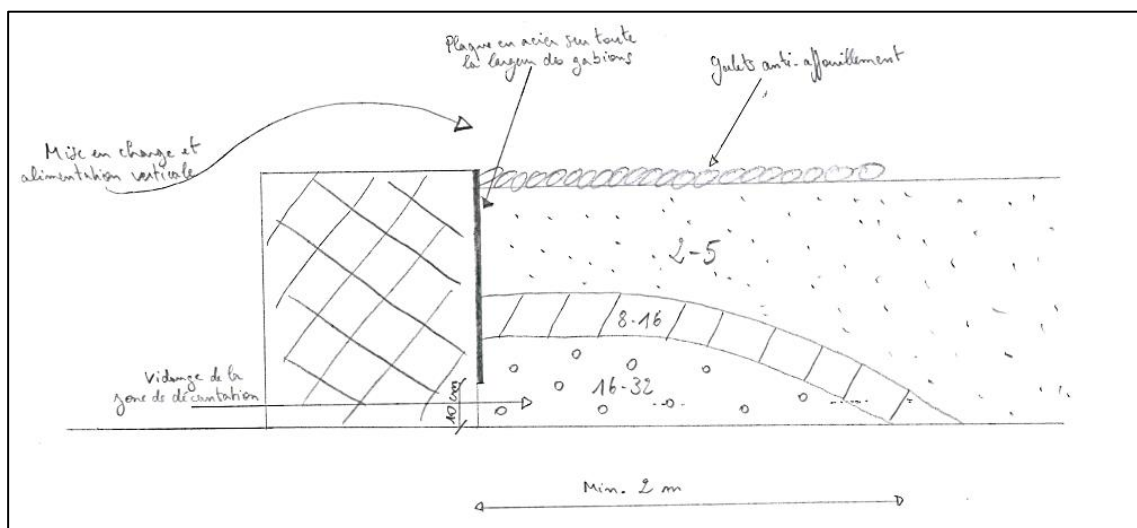 Plaque en acier sur toute
la largeur des gabions
Galets anti-affouillement
Mise en charge et
alimentation verticale
2-5
8-16
16-32
Vidange de la
zone de décantation
10 cm
Min. 2 m